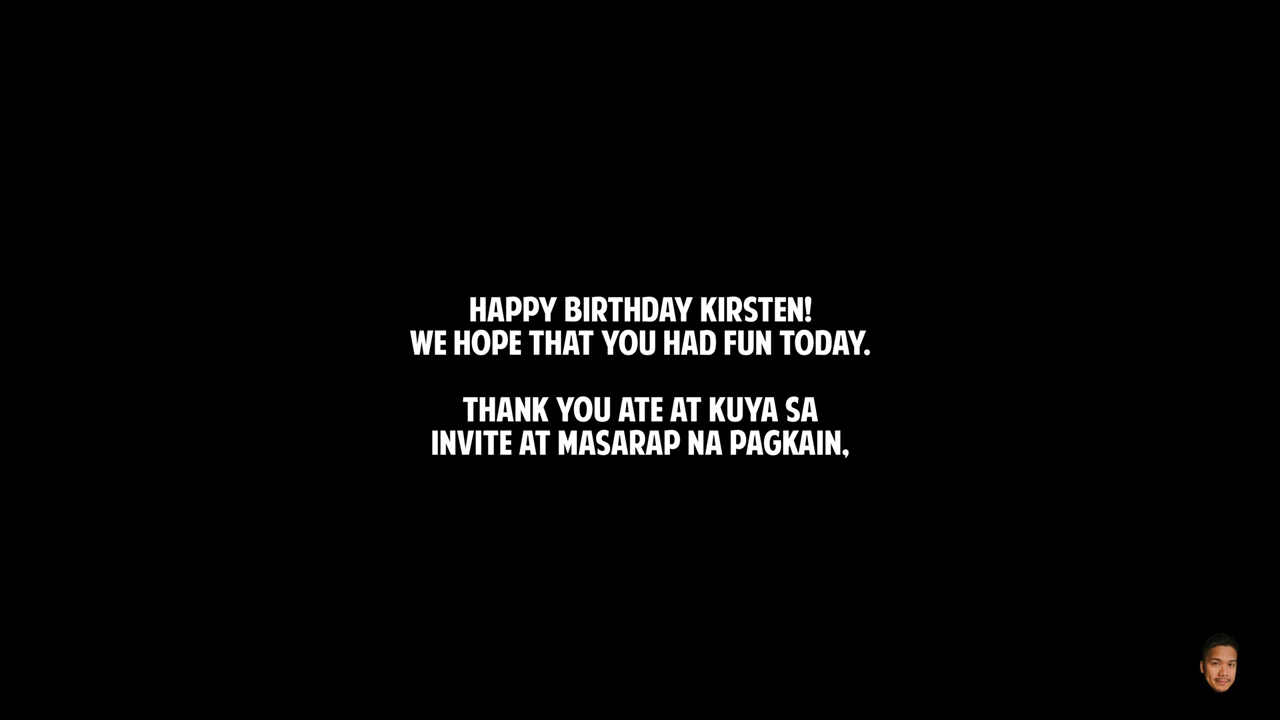 HAPPY BIRTHDAY KIRSTEN!
WE HOPE THAT YOU HAD FUN TODAY.
THANK YOU ATE AT KUYA SA
INVITE AT MASARAP NA PAGKAIN,